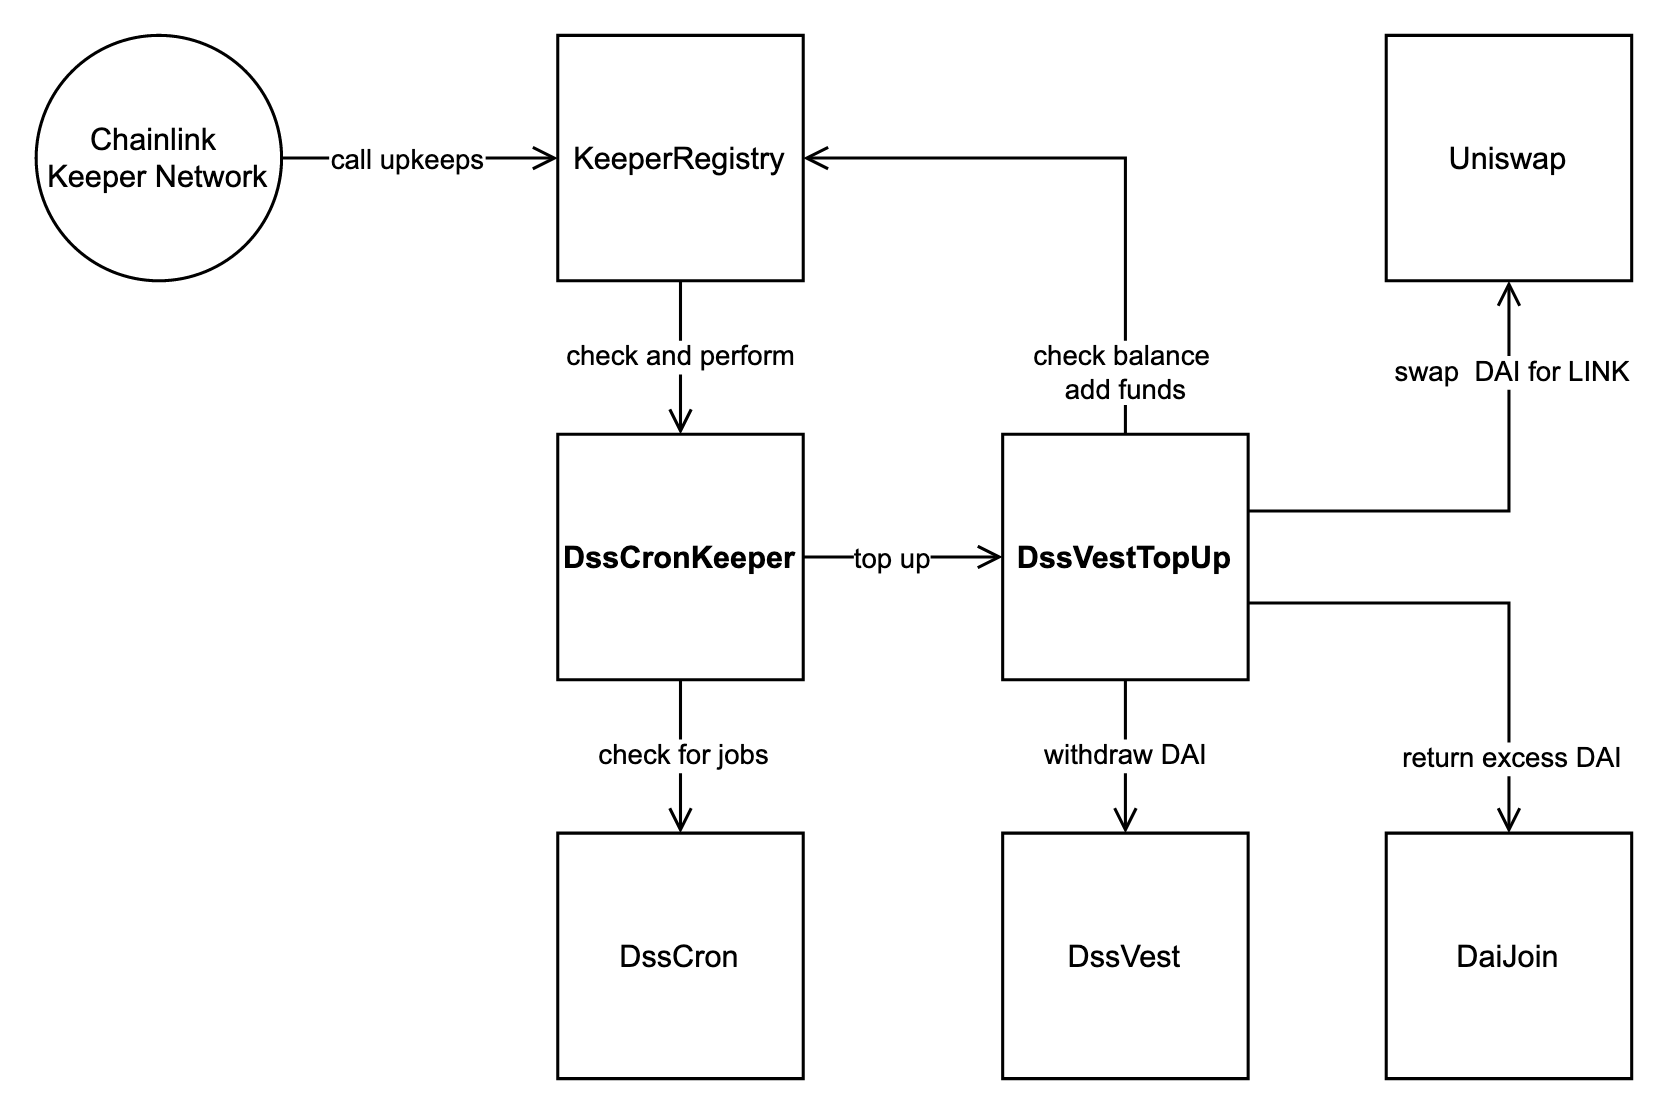 Chainlink
Keeper Network
call upkeeps
KeeperRegistry
Uniswap
check and perform
check balance
add funds
swap  DAI for LINK
DssCronKeeper
top up
DssVestTopUp
check for jobs
withdraw DAI
return excess DAI
DssCron
DssVest
DaiJoin